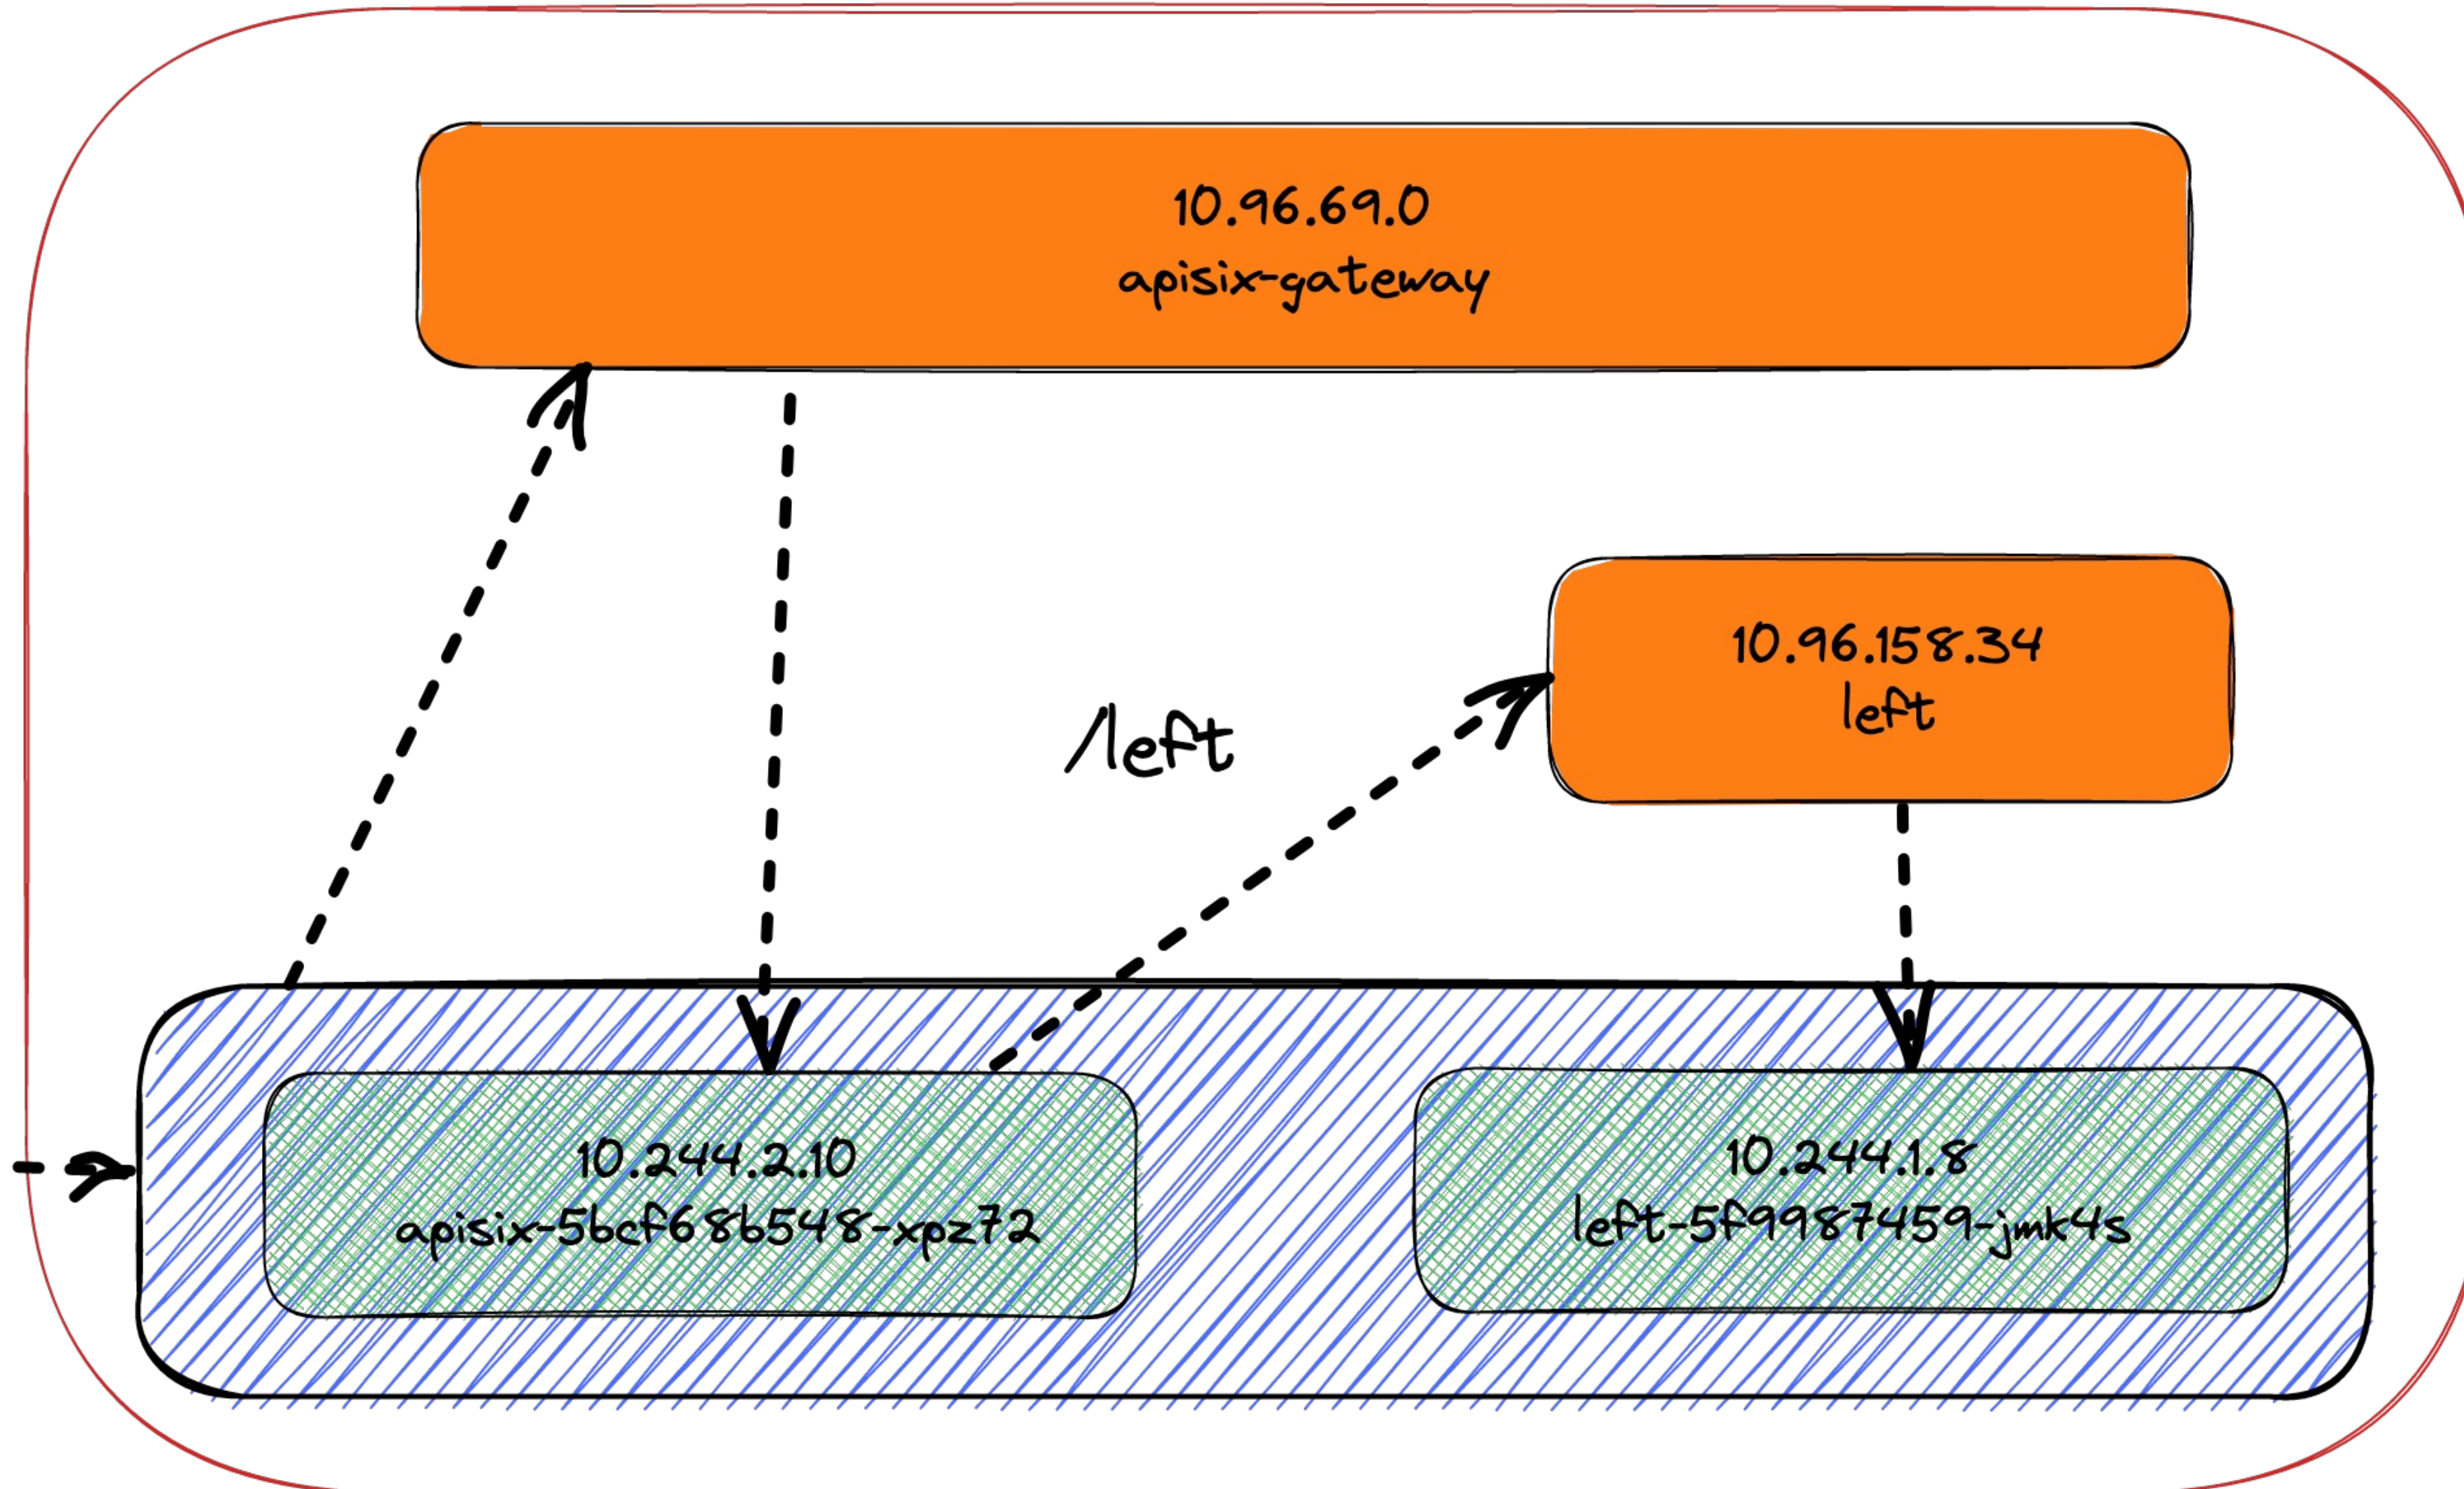 10.96.69.0
apisix-gateway
10.96.158.34
left
/left
10.244.2.10
apisix-5bcf68b548-xpz72
10.244.1.8
left-5f9987459-jmk4s